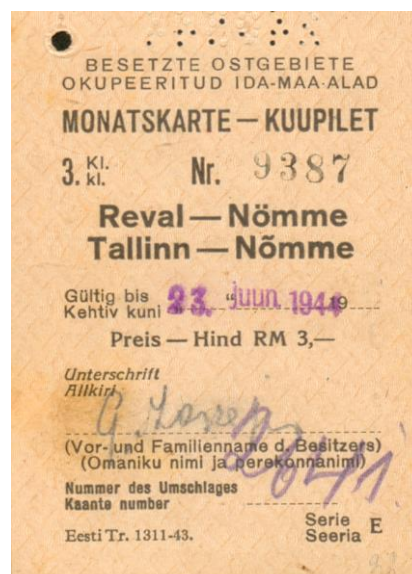 BESETZTE OSTGEBIETE
OKUPEERITUD IDA-MAA-ALAD
MONATSKARTE — KUUPILET
3. Kl. kl. Nr. 9387
Reval — Nömme
Tallinn — Nõmme
Gültig bis
Kehtiv kuni 23. "juun. 1944 19
Preis — Hind RM 3,—
Unterschrift
Allkiri
G.
(Vor- und Familienname d. Besitzers)
(Omaniku nimi ja perekonnanimi)
Nummer des Umschlages
Kaante number
Eesti Tr. 1311-43.
Serie
Seeria E